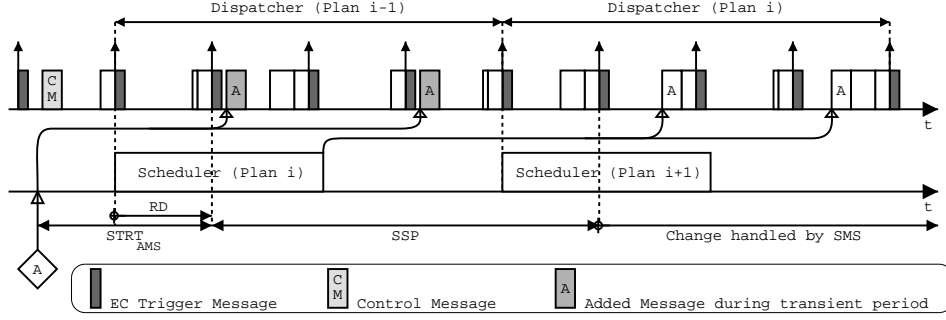 Dispatcher (Plan i-1) Dispatcher (Plan i)
C
M A A A A
t
Scheduler (Plan i) Scheduler (Plan i+1)
t
RD
STRT AMS SSP Change handled by SMS
A
C
M A
EC Trigger Message Control Message Added Message during transient period